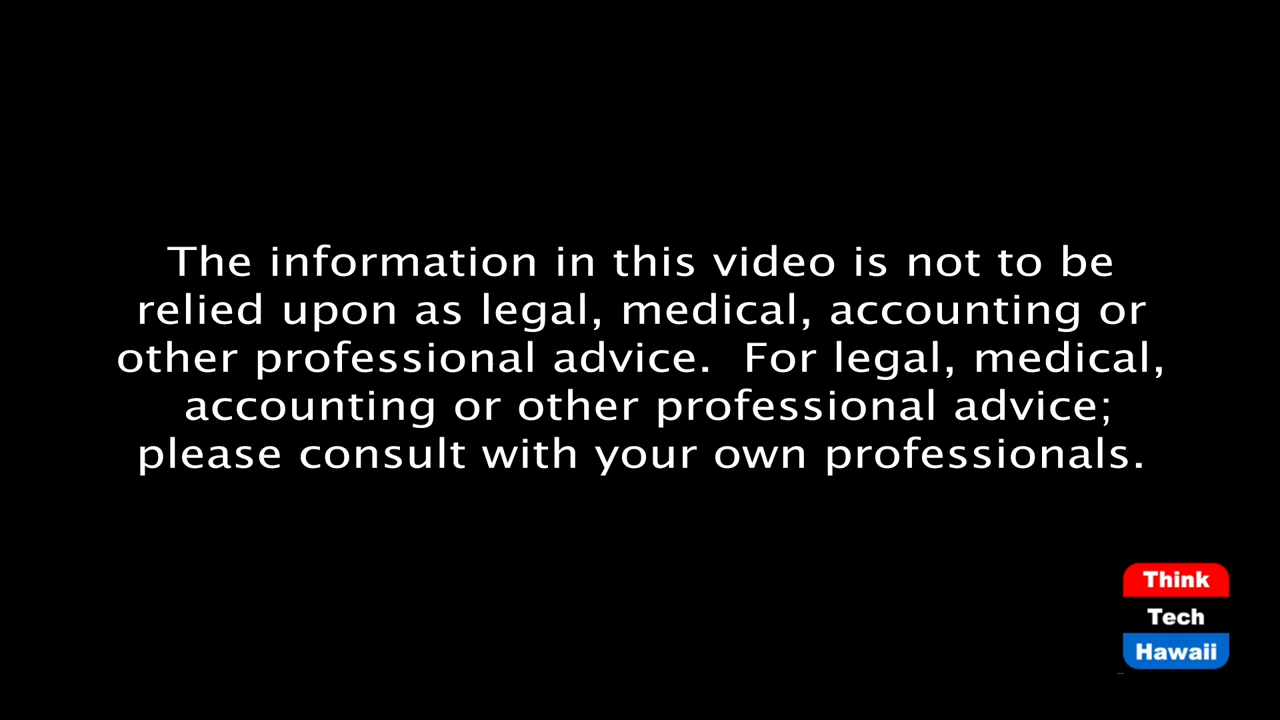 The information in this video is not to be
relied upon as legal, medical, accounting or
other professional advice.  For legal, medical,
accounting or other professional advice;
please consult with your own professionals.
Think
Tech
Hawaii